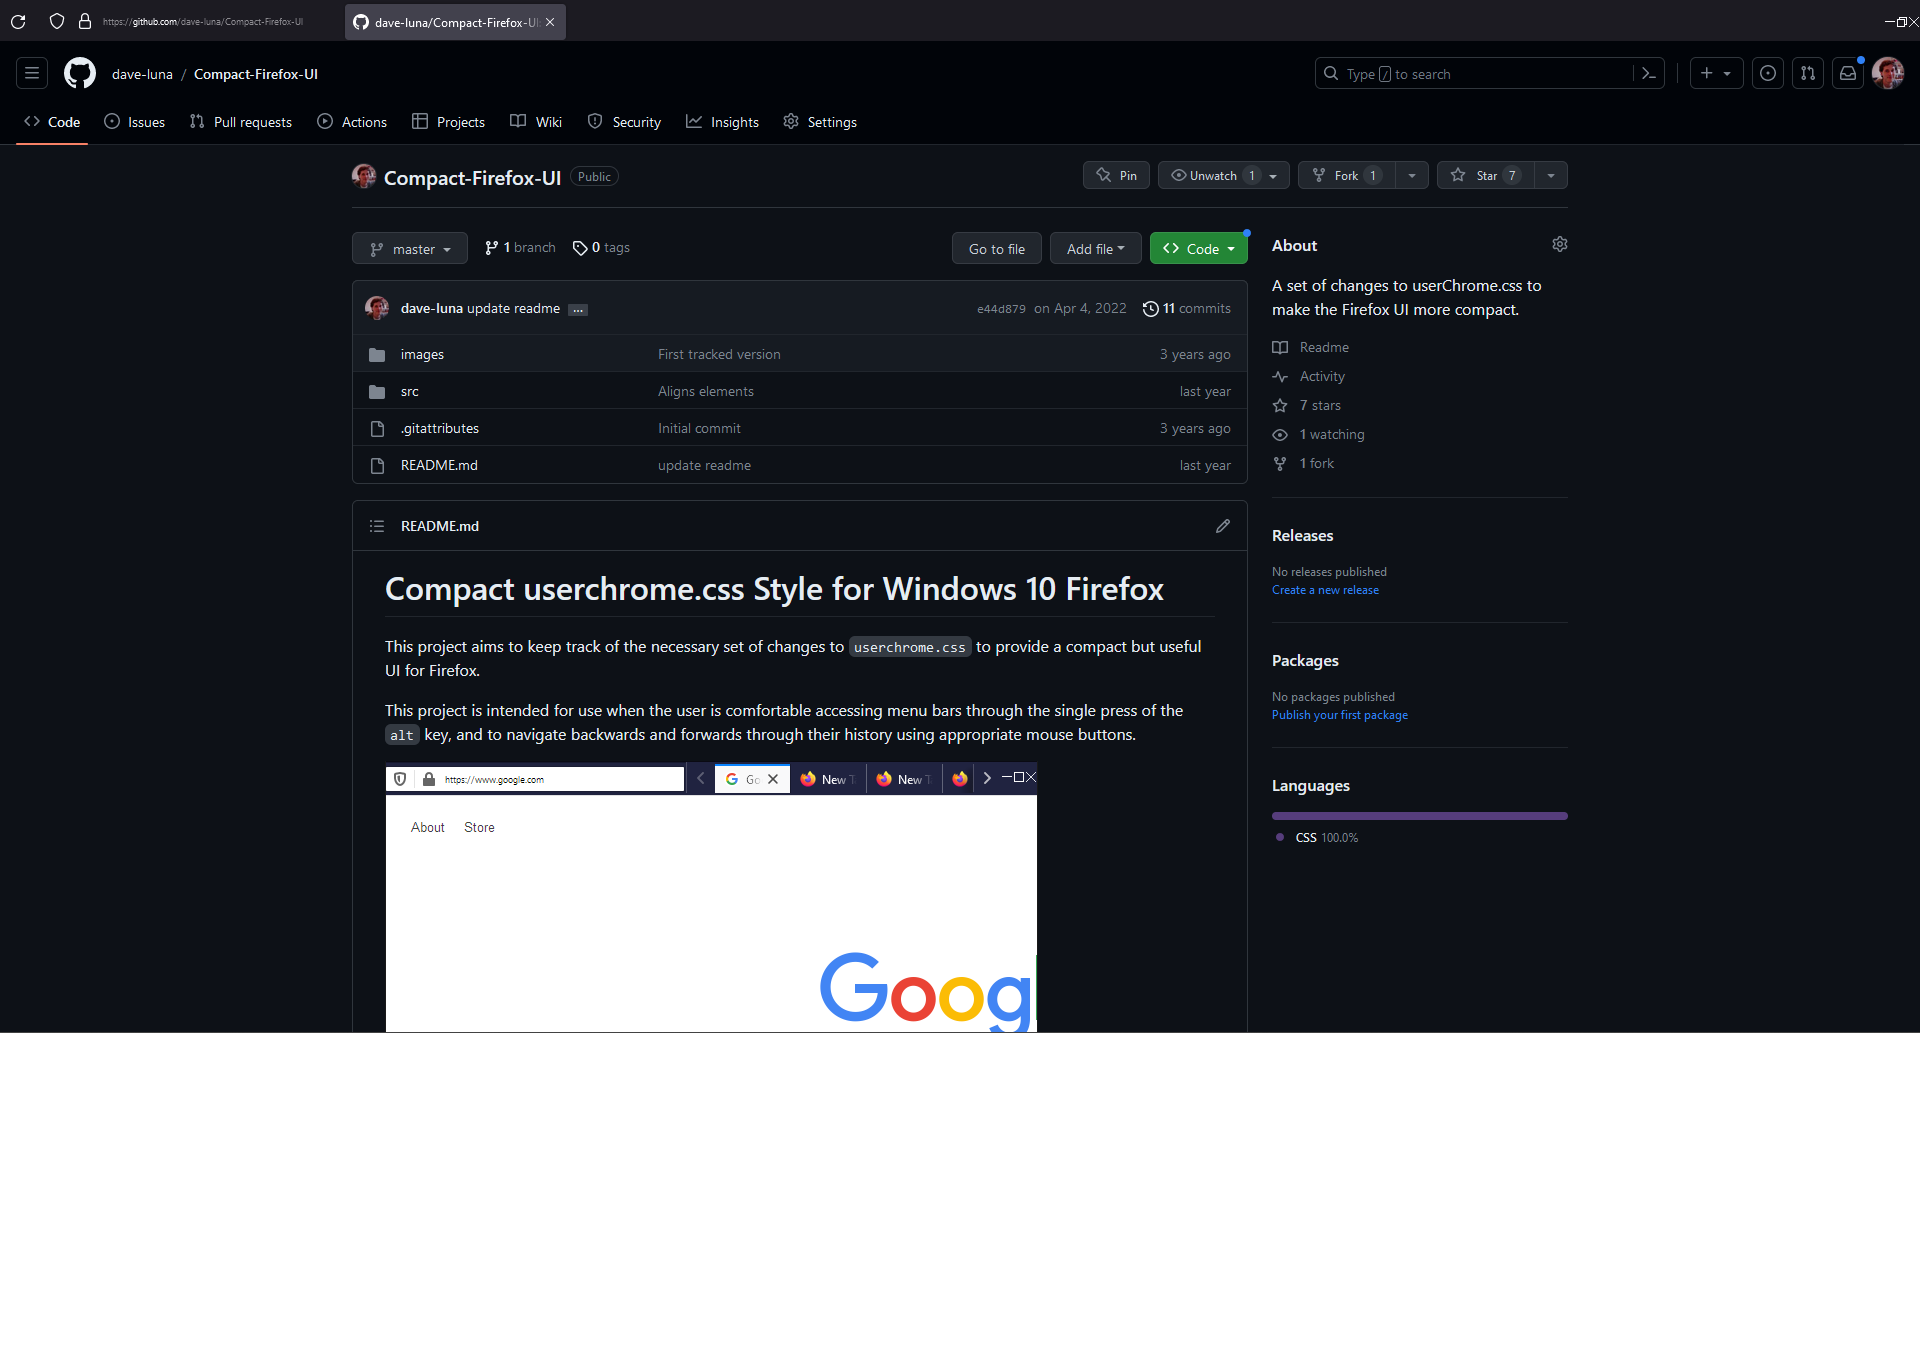 https://github.com/dave-luna/Compact-Firefox-UI
dave-luna/Compact-Firefox-UI:
dave-luna / Compact-Firefox-UI
Type / to search
Code
Issues
Pull requests
Actions
Projects
Wiki
Security
Insights
Settings
Compact-Firefox-UI Public
Pin
Unwatch 1
Fork 1
Star 7
master
1 branch
0 tags
Go to file
Add file
Code
dave-luna update readme ...
e44d879 on Apr 4, 2022
11 commits
images First tracked version 3 years ago
src Aligns elements last year
.gitattributes Initial commit 3 years ago
README.md update readme last year
README.md
Compact userchrome.css Style for Windows 10 Firefox
This project aims to keep track of the necessary set of changes to userchrome.css to provide a compact but useful
UI for Firefox.
This project is intended for use when the user is comfortable accessing menu bars through the single press of the
alt key, and to navigate backwards and forwards through their history using appropriate mouse buttons.
https://www.google.com
Go
New T
New T
About Store
Goog
About
A set of changes to userChrome.css to
make the Firefox UI more compact.
Readme
Activity
7 stars
1 watching
1 fork
Releases
No releases published
Create a new release
Packages
No packages published
Publish your first package
Languages
CSS 100.0%